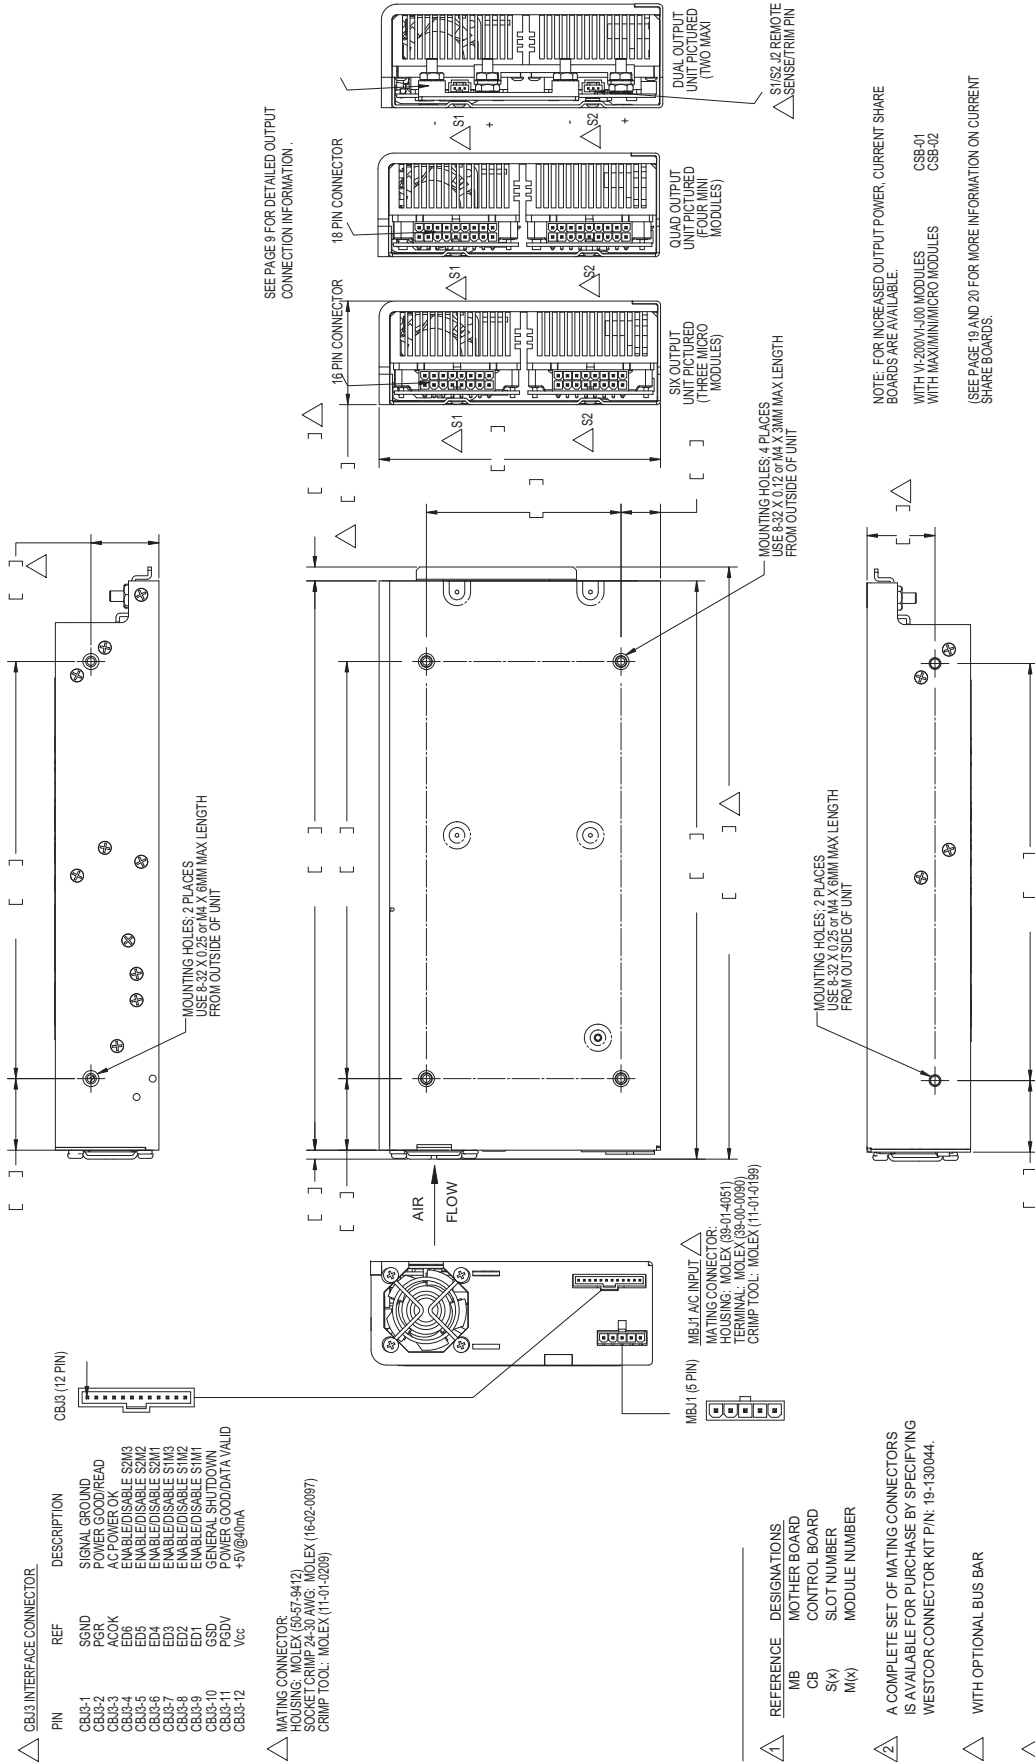 CBJ3 INTERFACE CONNECTOR
PIN REF DESCRIPTION
CBJ3-1 SGND SIGNAL GROUND
CBJ3-2 PGR POWER GOOD/READ
CBJ3-3 ACOK AC POWER OK
CBJ3-4 ED6 ENABLE/DISABLE S2M3
CBJ3-5 ED5 ENABLE/DISABLE S2M2
CBJ3-6 ED4 ENABLE/DISABLE S2M1
CBJ3-7 ED3 ENABLE/DISABLE S1M3
CBJ3-8 ED2 ENABLE/DISABLE S1M2
CBJ3-9 ED1 ENABLE/DISABLE S1M1
CBJ3-10 GSD GENERAL SHUTDOWN
CBJ3-11 PGDV POWER GOOD/DATA VALID
CBJ3-12 Vcc +5V@40mA
MATING CONNECTOR:
HOUSING: MOLEX (50-57-9412)
SOCKET CRIMP 24-30 AWG: MOLEX (16-02-0097)
CRIMP TOOL: MOLEX (11-01-0209)
1 REFERENCE DESIGNATIONS
MB MOTHER BOARD
CB CONTROL BOARD
S(x) SLOT NUMBER
M(x) MODULE NUMBER
2 A COMPLETE SET OF MATING CONNECTORS
IS AVAILABLE FOR PURCHASE BY SPECIFYING
WESTCOR CONNECTOR KIT P/N: 19-130044.
WITH OPTIONAL BUS BAR
CBJ3 (12 PIN)
MBJ1 (5 PIN)
MBJ1 A/C INPUT
MATING CONNECTOR:
HOUSING: MOLEX (39-01-4051)
TERMINAL: MOLEX (39-00-0090)
CRIMP TOOL: MOLEX (11-01-0199)
AIR
FLOW
MOUNTING HOLES; 2 PLACES
USE 8-32 X 0.25 or M4 X 6MM MAX LENGTH
FROM OUTSIDE OF UNIT
MOUNTING HOLES; 2 PLACES
USE 8-32 X 0.25 or M4 X 6MM MAX LENGTH
FROM OUTSIDE OF UNIT
MOUNTING HOLES; 4 PLACES
USE 8-32 X 0.12 or M4 X 3MM MAX LENGTH
FROM OUTSIDE OF UNIT
SEE PAGE 9 FOR DETAILED OUTPUT
CONNECTION INFORMATION.
16 PIN CONNECTOR
S1
S2
SIX OUTPUT
UNIT PICTURED
(THREE MICRO
MODULES)
18 PIN CONNECTOR
S1
S2
QUAD OUTPUT
UNIT PICTURED
(FOUR MINI
MODULES)
- S1 +
- S2 +
DUAL OUTPUT
UNIT PICTURED
(TWO MAXI
S1/S2 J2 REMOTE
SENSE/TRIM PIN
NOTE: FOR INCREASED OUTPUT POWER, CURRENT SHARE
BOARDS ARE AVAILABLE.
WITH VI-200/VI-J00 MODULES CSB-01
WITH MAXI/MINI/MICRO MODULES CSB-02
(SEE PAGE 19 AND 20 FOR MORE INFORMATION ON CURRENT
SHARE BOARDS.